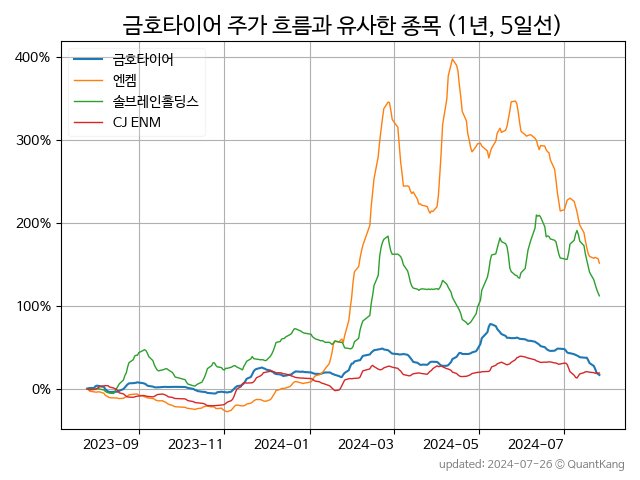 금호타이어 주가 흐름과 유사한 종목 (1년, 5일선)
400%
300%
200%
100%
0%
금호타이어
엔켐
솔브레인홀딩스
CJ ENM
2023-09 2023-11 2024-01 2024-03 2024-05 2024-07
updated: 2024-07-26 © QuantKang